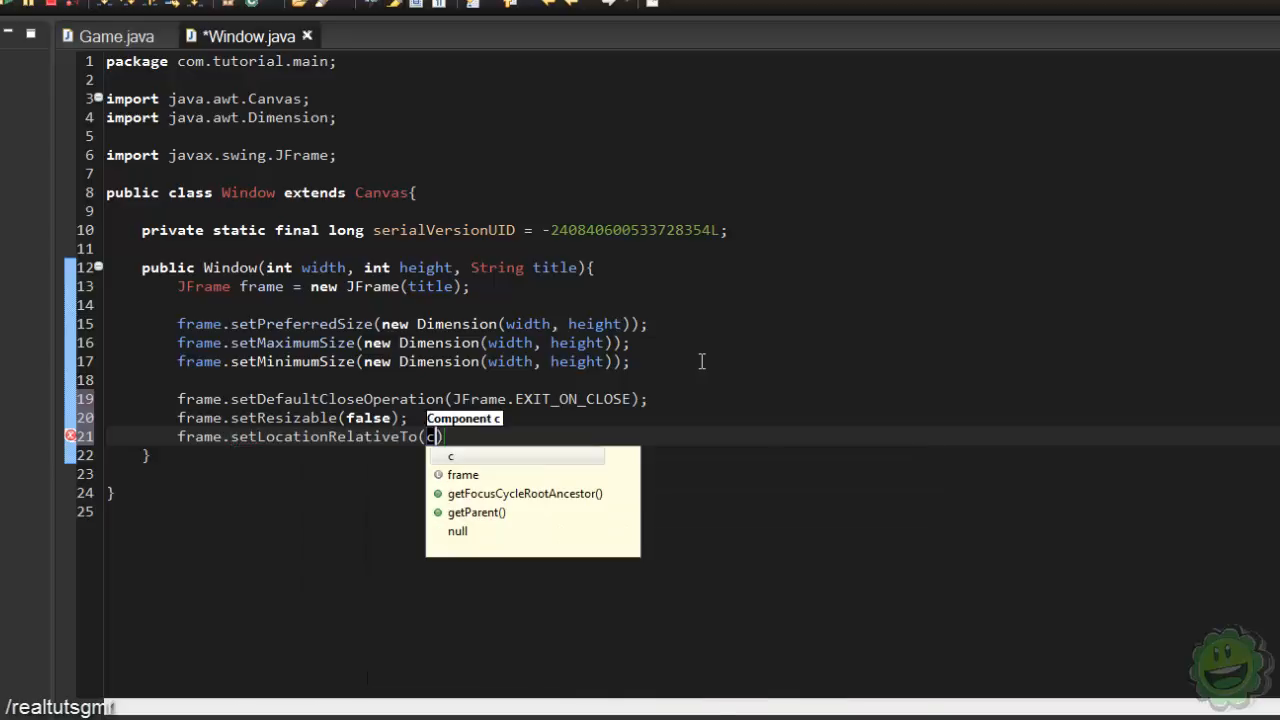 Game.java *Window.java
1 package com.tutorial.main;
2
3 import java.awt.Canvas;
4 import java.awt.Dimension;
5
6 import javax.swing.JFrame;
7
8 public class Window extends Canvas{
9
10 private static final long serialVersionUID = -240840600533728354L;
11
12 public Window(int width, int height, String title){
13 JFrame frame = new JFrame(title);
14
15 frame.setPreferredSize(new Dimension(width, height));
16 frame.setMaximumSize(new Dimension(width, height));
17 frame.setMinimumSize(new Dimension(width, height));
18
19 frame.setDefaultCloseOperation(JFrame.EXIT_ON_CLOSE);
20 frame.setResizable(false); Component c
21 frame.setLocationRelativeTo(c)
22 }
c
23
frame
24 }
getFocusCycleRootAncestor()
25
getParent()
null
/realtutsgmr